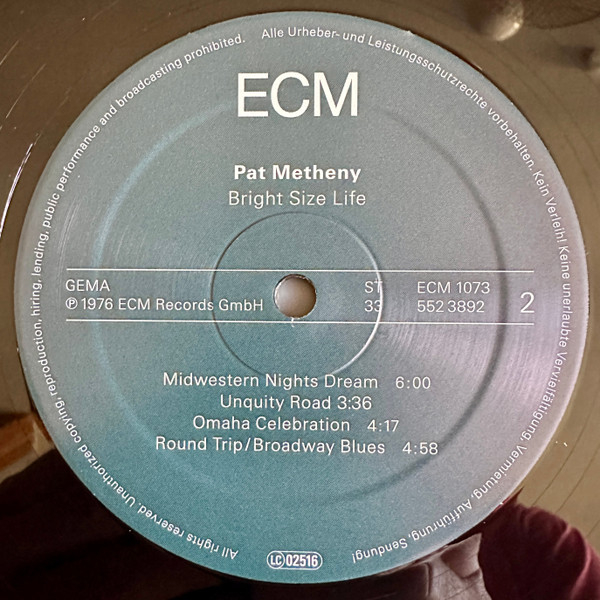 All rights reserved. Unauthorized copying, reproduction, hiring, lending, public performance and broadcasting prohibited. Alle Urheber- und Leistungsschutzrechte vorbehalten. Kein Verleih! Keine unerlaubte Vervielfältigung, Vermietung, Aufführung, Sendung!
ECM
Pat Metheny
Bright Size Life
GEMA ST ECM 1073
℗ 1976 ECM Records GmbH 33 552 3892 2
Midwestern Nights Dream 6:00
Unquity Road 3:36
Omaha Celebration 4:17
Round Trip/Broadway Blues 4:58
LC 02516